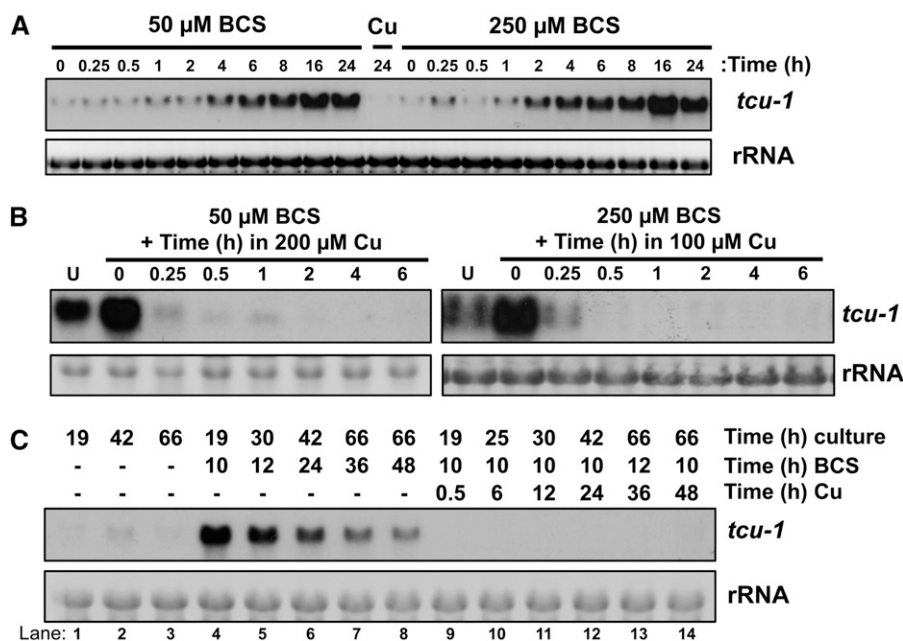 A
50 µM BCS Cu 250 µM BCS
0 0.25 0.5 1 2 4 6 8 16 24 24 0 0.25 0.5 1 2 4 6 8 16 24 :Time (h)
tcu-1
rRNA
B
50 µM BCS
+ Time (h) in 200 µM Cu
U 0 0.25 0.5 1 2 4 6
250 µM BCS
+ Time (h) in 100 µM Cu
U 0 0.25 0.5 1 2 4 6
tcu-1
rRNA
C
19 42 66 19 30 42 66 66 19 25 30 42 66 66 Time (h) culture
- - - 10 12 24 36 48 10 10 10 10 12 10 Time (h) BCS
- - - - - - - - 0.5 6 12 24 36 48 Time (h) Cu
tcu-1
rRNA
Lane: 1 2 3 4 5 6 7 8 9 10 11 12 13 14